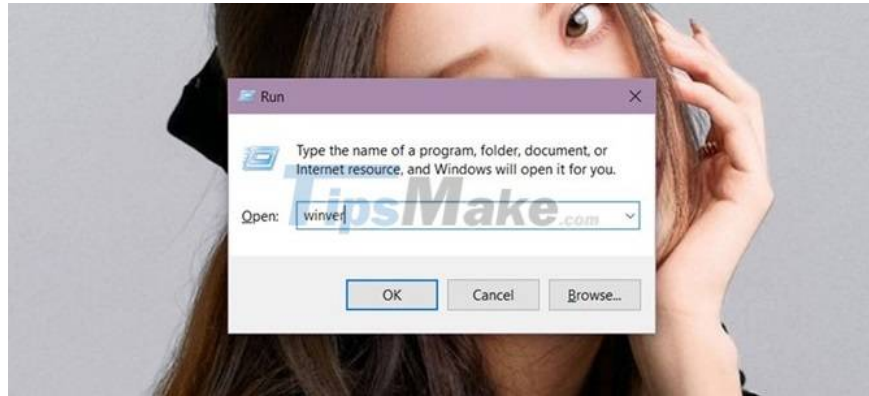 Run
Type the name of a program, folder, document, or
Internet resource, and Windows will open it for you.
TipsMake.com
Open: winver
OK Cancel Browse...